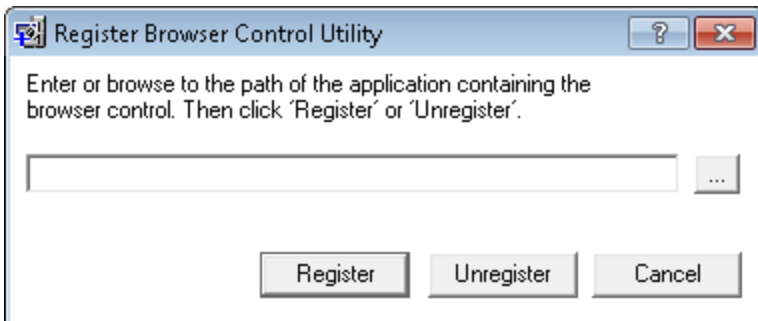 Register Browser Control Utility
?
Enter or browse to the path of the application containing the
browser control. Then click 'Register' or 'Unregister'.
...
Register Unregister Cancel